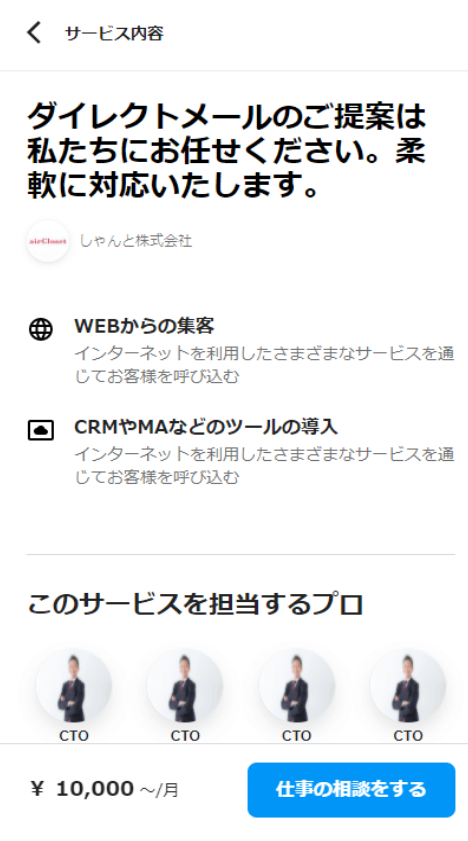 サービス内容
ダイレクトメールのご提案は
私たちにお任せください。柔
軟に対応いたします。
airCloset
しゃんと株式会社
WEBからの集客
インターネットを利用したさまざまなサービスを通
じてお客様を呼び込む
CRMやMAなどのツールの導入
インターネットを利用したさまざまなサービスを通
じてお客様を呼び込む
このサービスを担当するプロ
CTO CTO CTO CTO
¥ 10,000 〜/月
仕事の相談をする